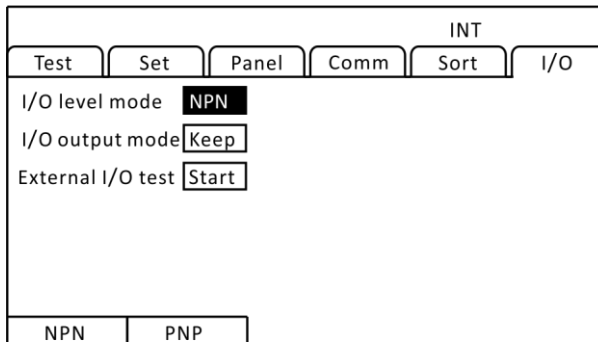 INT
Test Set Panel Comm Sort I/O
I/O level mode NPN
I/O output mode Keep
External I/O test Start
NPN PNP